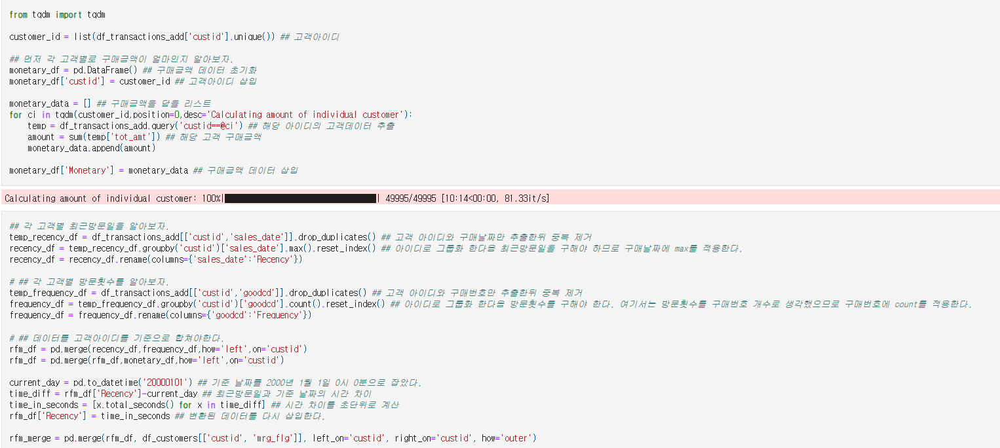 from tqdm import tqdm
customer_id = list(df_transactions_add['custid'].unique()) ## 고객아이디
## 먼저 각 고객별로 구매금액이 얼마인지 알아보자.
monetary_df = pd.DataFrame() ## 구매금액 데이터 초기화
monetary_df['custid'] = customer_id ## 고객아이디 삽입
monetary_data = [] ## 구매금액을 담을 리스트
for ci in tqdm(customer_id,position=0,desc='Calculating amount of individual customer'):
    temp = df_transactions_add.query('custid==@ci') ## 해당 아이디의 고객데이터 추출
    amount = sum(temp['tot_amt']) ## 해당 고객 구매금액
    monetary_data.append(amount)
monetary_df['Monetary'] = monetary_data ## 구매금액 데이터 삽입
Calculating amount of individual customer: 100%|██████████| 49995/49995 [10:14<00:00, 81.33it/s]
## 각 고객별 최근방문일을 알아보자.
temp_recency_df = df_transactions_add[['custid','sales_date']].drop_duplicates() ## 고객 아이디와 구매날짜만 추출한뒤 중복 제거
recency_df = temp_recency_df.groupby('custid')['sales_date'].max().reset_index() ## 아이디로 그룹화 한다음 최근방문일을 구해야 하므로 구매날짜에 max를 적용한다.
recency_df = recency_df.rename(columns={'sales_date':'Recency'})
# ## 각 고객별 방문횟수를 알아보자.
temp_frequency_df = df_transactions_add[['custid','goodcd']].drop_duplicates() ## 고객 아이디와 구매번호만 추출한뒤 중복 제거
frequency_df = temp_frequency_df.groupby('custid')['goodcd'].count().reset_index() ## 아이디로 그룹화 한다음 방문횟수를 구해야 한다. 여기서는 방문횟수를 구매번호 개수로 생각했으므로 구매번호에 count를 적용한다.
frequency_df = frequency_df.rename(columns={'goodcd':'Frequency'})
# ## 데이터를 고객아이디를 기준으로 합쳐야한다.
rfm_df = pd.merge(recency_df,frequency_df,how='left',on='custid')
rfm_df = pd.merge(rfm_df,monetary_df,how='left',on='custid')
current_day = pd.to_datetime('20000101') ## 기준 날짜를 2000년 1월 1일 0시 0분으로 잡았다.
time_diff = rfm_df['Recency']-current_day ## 최근방문일과 기준 날짜의 시간 차이
time_in_seconds = [x.total_seconds() for x in time_diff] ## 시간 차이를 초단위로 계산
rfm_df['Recency'] = time_in_seconds ## 변환된 데이터를 다시 삽입한다.
rfm_merge = pd.merge(rfm_df, df_customers[['custid', 'mrg_flg']], left_on='custid', right_on='custid', how='outer')